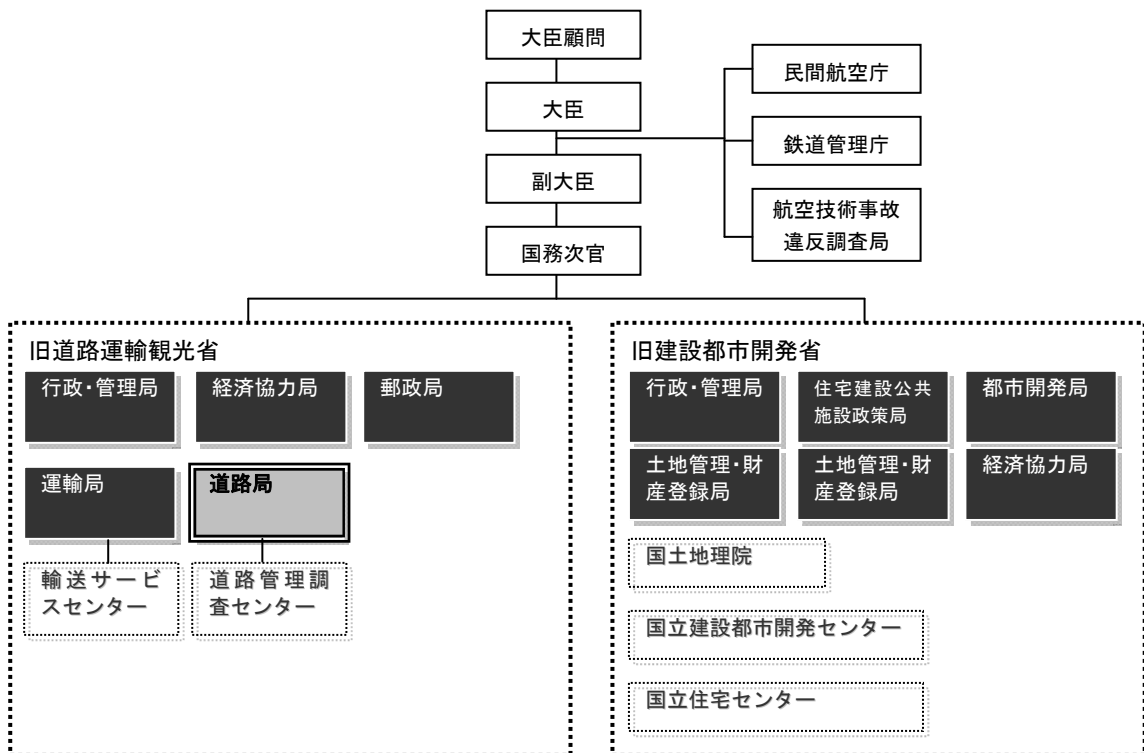 大臣顧問
大臣
副大臣
国務次官
民間航空庁
鉄道管理庁
航空技術事故
違反調査局
旧道路運輸観光省
行政・管理局
経済協力局
郵政局
運輸局
道路局
輸送サービ
スセンター
道路管理調
査センター
旧建設都市開発省
行政・管理局
住宅建設公共
施設政策局
都市開発局
土地管理・財
産登録局
土地管理・財
産登録局
経済協力局
国土地理院
国立建設都市開発センター
国立住宅センター